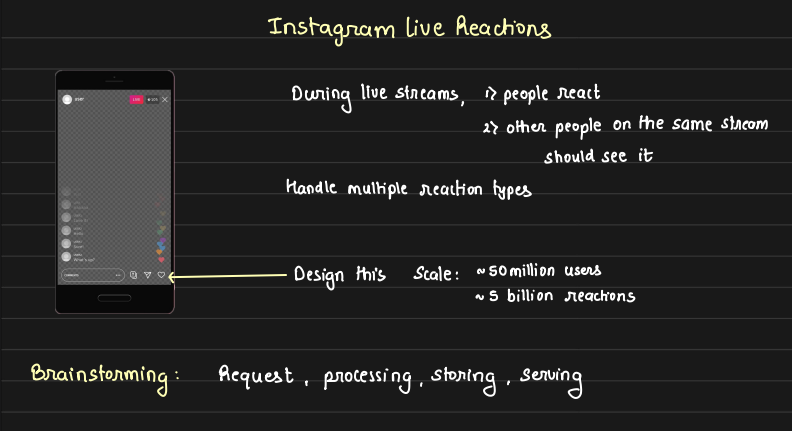 Instagram Live Reactions
During live streams, 1> people react
2> other people on the same stream
should see it
Handle multiple reaction types
Design this Scale: ~50 million users
~5 billion reactions
Brainstorming: Request, processing, storing, serving